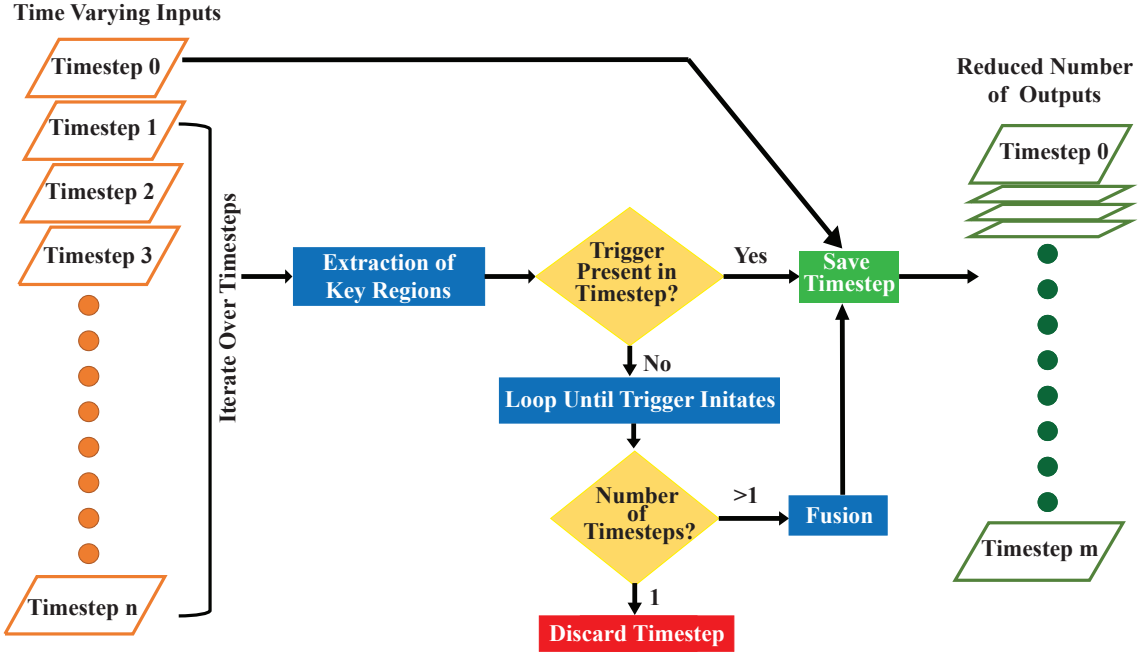 Time Varying Inputs
Timestep 0
Timestep 1
Timestep 2
Timestep 3
Timestep n
Iterate Over Timesteps
Extraction of
Key Regions
Trigger
Present in
Timestep?
Yes
No
Save
Timestep
Loop Until Trigger Initates
Number
of
Timesteps?
>1
Fusion
1
Discard Timestep
Reduced Number
of Outputs
Timestep 0
Timestep m